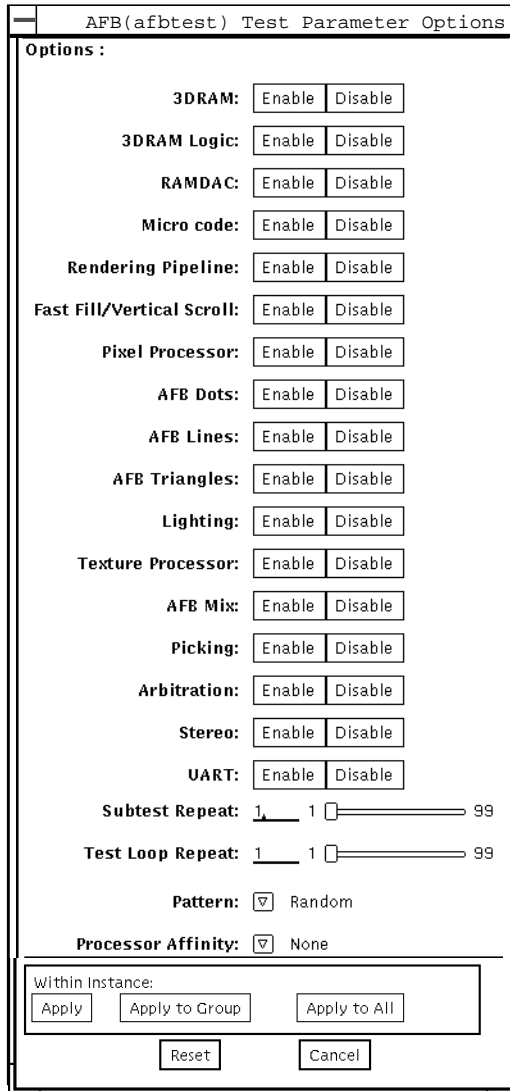 AFB(afbtest) Test Parameter Options
Options :
3DRAM: Enable Disable
3DRAM Logic: Enable Disable
RAMDAC: Enable Disable
Micro code: Enable Disable
Rendering Pipeline: Enable Disable
Fast Fill/Vertical Scroll: Enable Disable
Pixel Processor: Enable Disable
AFB Dots: Enable Disable
AFB Lines: Enable Disable
AFB Triangles: Enable Disable
Lighting: Enable Disable
Texture Processor: Enable Disable
AFB Mix: Enable Disable
Picking: Enable Disable
Arbitration: Enable Disable
Stereo: Enable Disable
UART: Enable Disable
Subtest Repeat: 1 1 99
Test Loop Repeat: 1 1 99
Pattern: Random
Processor Affinity: None
Within Instance:
Apply Apply to Group Apply to All
Reset Cancel